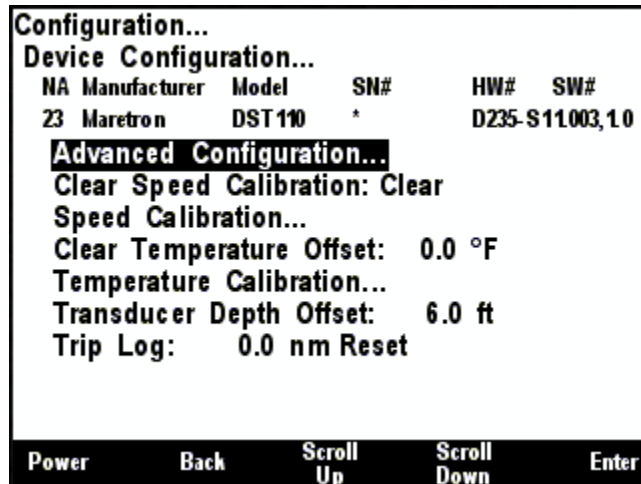 Configuration...
Device Configuration...
NA Manufacturer Model SN# HW# SW#
23 Maretron DST110 * D235-S11.003,1.0
Advanced Configuration...
Clear Speed Calibration: Clear
Speed Calibration...
Clear Temperature Offset: 0.0 °F
Temperature Calibration...
Transducer Depth Offset: 6.0 ft
Trip Log: 0.0 nm Reset
Power Back Scroll Up Scroll Down Enter